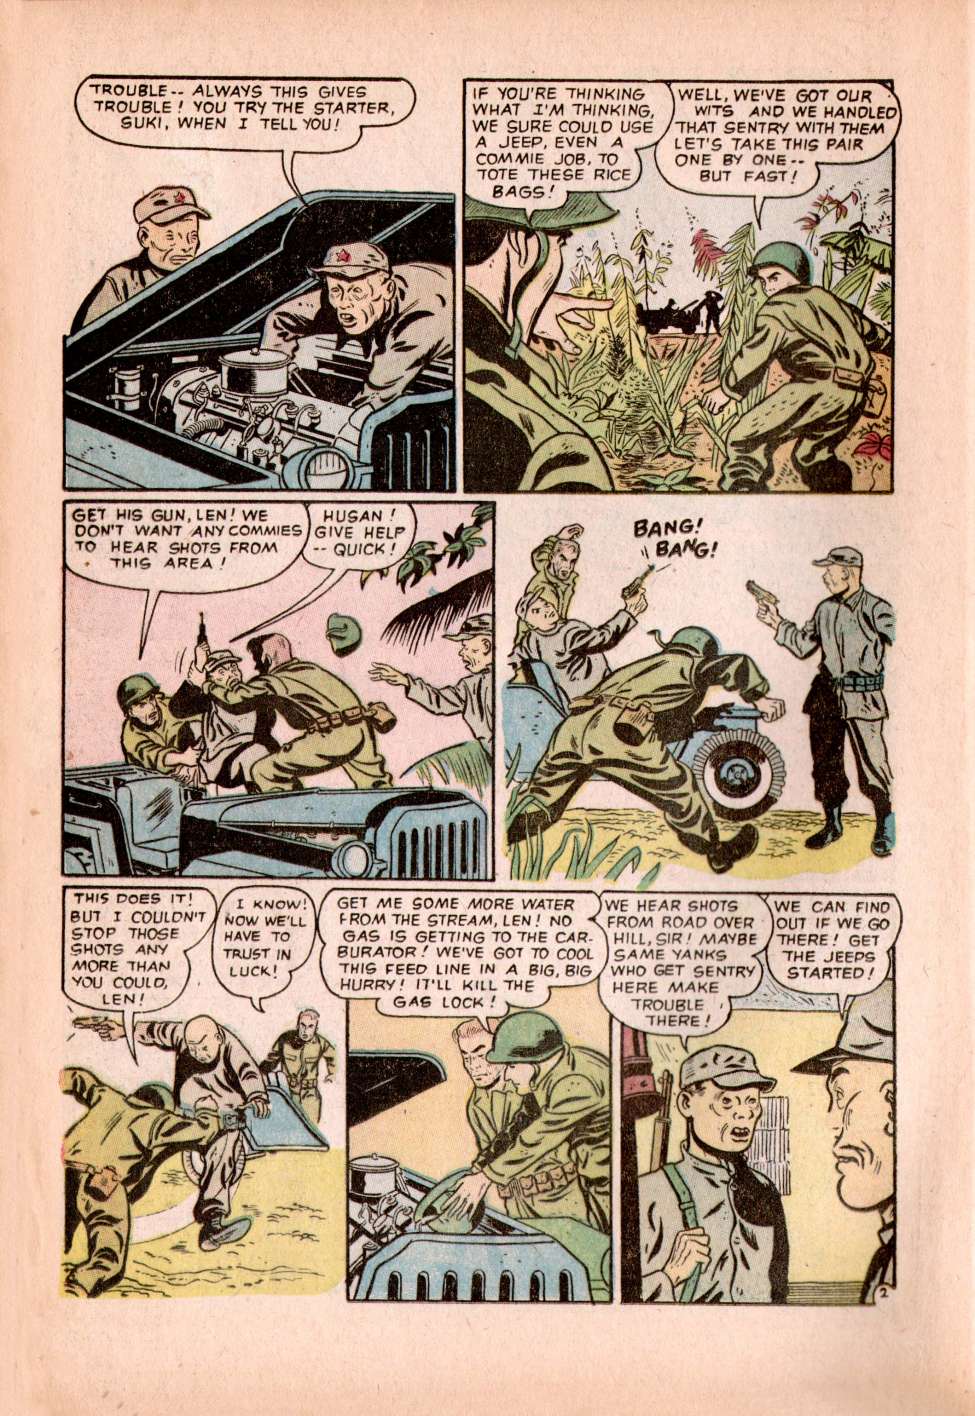 TROUBLE-- ALWAYS THIS GIVES
TROUBLE! YOU TRY THE STARTER,
SUKI, WHEN I TELL YOU!
IF YOU'RE THINKING
WHAT I'M THINKING,
WE SURE COULD USE
A JEEP, EVEN A
COMMIE JOB, TO
TOTE THESE RICE
BAGS!
WELL, WE'VE GOT OUR
WITS AND WE HANDLED
THAT SENTRY WITH THEM
LET'S TAKE THIS PAIR
ONE BY ONE--
BUT FAST!
GET HIS GUN, LEN! WE
DON'T WANT ANY COMMIES
TO HEAR SHOTS FROM
THIS AREA!
HUSAN!
GIVE HELP
-- QUICK!
BANG!
BANG!
THIS DOES IT!
BUT I COULDN'T
STOP THOSE
SHOTS ANY
MORE THAN
YOU COULD,
LEN!
I KNOW!
NOW WE'LL
HAVE TO
TRUST IN
LUCK!
GET ME SOME MORE WATER
FROM THE STREAM, LEN! NO
GAS IS GETTING TO THE CAR-
BURATOR! WE'VE GOT TO COOL
THIS FEED LINE IN A BIG, BIG
HURRY! IT'LL KILL THE
GAS LOCK!
WE HEAR SHOTS
FROM ROAD OVER
HILL, SIR! MAYBE
SAME YANKS
WHO GET SENTRY
HERE MAKE
TROUBLE
THERE!
WE CAN FIND
OUT IF WE GO
THERE! GET
THE JEEPS
STARTED!
2